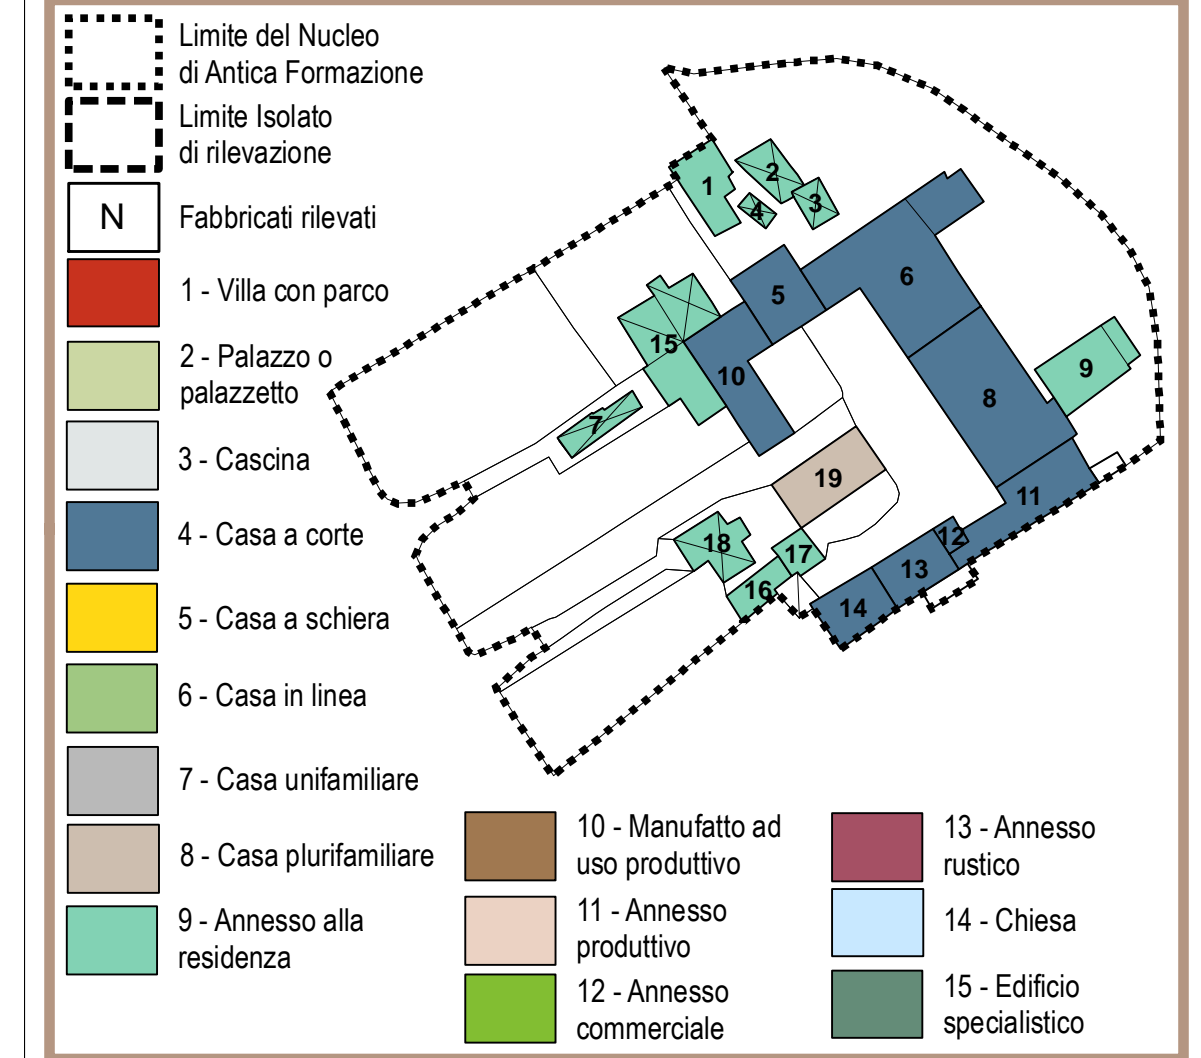 Limite del Nucleo
di Antica Formazione
Limite Isolato
di rilevazione
N
Fabbricati rilevati
1 - Villa con parco
2 - Palazzo o
palazzetto
3 - Cascina
4 - Casa a corte
5 - Casa a schiera
6 - Casa in linea
7 - Casa unifamiliare
8 - Casa plurifamiliare
9 - Annesso alla
residenza
10 - Manufatto ad
uso produttivo
11 - Annesso
produttivo
12 - Annesso
commerciale
13 - Annesso
rustico
14 - Chiesa
15 - Edificio
specialistico
1
2
3
4
5
6
15
10
9
8
7
19
11
18
17
12
13
16
14